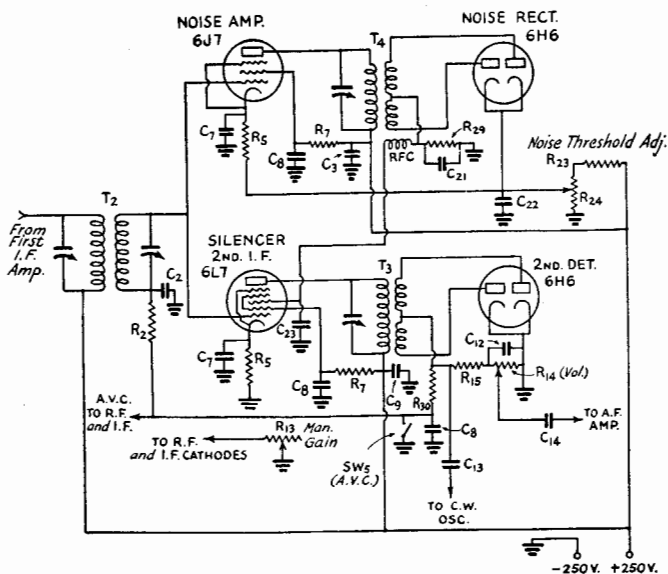 NOISE AMP.
6J7
NOISE RECT.
6H6
T4
C7
R5
C8
R7
C3
RFC
R29
C21
C22
Noise Threshold Adj.
R23
R24
T2
From
First
I.F.
Amp.
C2
R2
SILENCER
2ND. I.F.
6L7
T3
2ND. DET.
6H6
C7
R5
C23
C8
R7
C9
R30
C12
R15
R14 (Vol.)
C8
C13
C14
TO A.F.
AMP.
A.V.C.
TO R.F.
and I.F.
R13
Man.
Gain
TO R.F.
and I.F. CATHODES
SW5
(A.V.C.)
TO C.W.
OSC.
-250V. +250V.